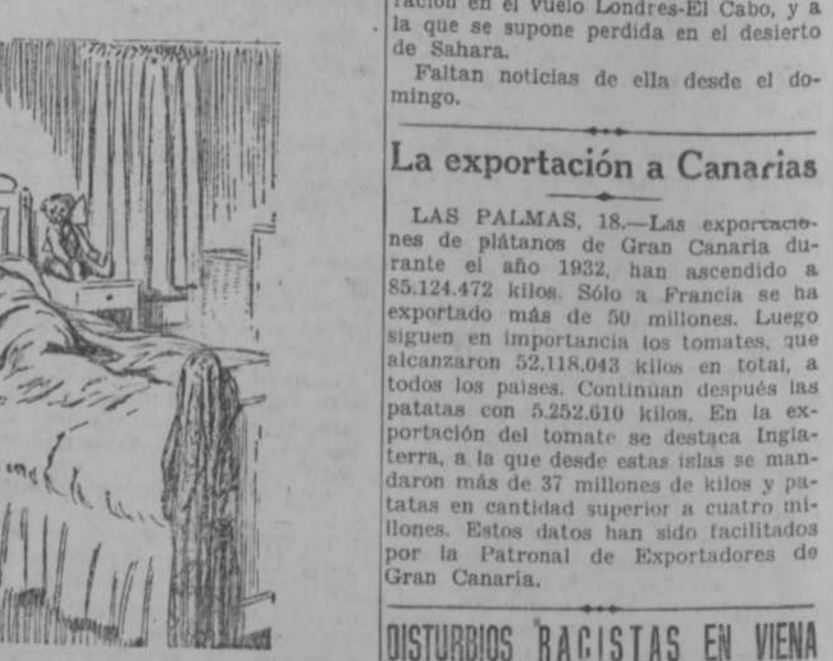 ración en el vuelo Londres-El Cabo, y a
la que se supone perdida en el desierto
de Sahara.
Faltan noticias de ella desde el do-
mingo.
La exportación a Canarias
LAS PALMAS, 18.—Las exportacio-
nes de plátanos de Gran Canaria du-
rante el año 1932, han ascendido a
85.124.472 kilos. Sólo a Francia se ha
exportado más de 50 millones. Luego
siguen en importancia los tomates, que
alcanzaron 52.118.043 kilos en total, a
todos los paises. Continúan después las
patatas con 5.252.610 kilos. En la ex-
portación del tomate se destaca Ingla-
terra, a la que desde estas islas se man-
daron más de 37 millones de kilos y pa-
tatas en cantidad superior a cuatro mi-
llones. Estos datos han sido facilitados
por la Patronal de Exportadores de
Gran Canaria.
DISTURBIOS RACISTAS EN VIENA